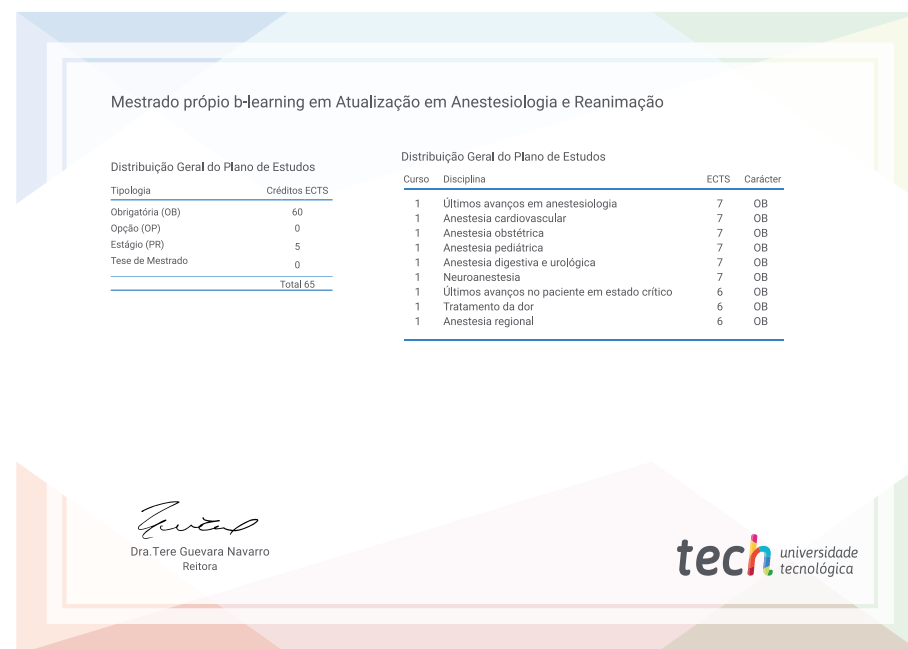 Mestrado própio b-learning em Atualização em Anestesiologia e Reanimação
Distribuição Geral do Plano de Estudos
Tipologia Créditos ECTS
Obrigatória (OB) 60
Opção (OP) 0
Estágio (PR) 5
Tese de Mestrado 0
Total 65
Distribuição Geral do Plano de Estudos
Curso Disciplina ECTS Carácter
1 Últimos avanços em anestesiologia 7 OB
1 Anestesia cardiovascular 7 OB
1 Anestesia obstétrica 7 OB
1 Anestesia pediátrica 7 OB
1 Anestesia digestiva e urológica 7 OB
1 Neuroanestesia 7 OB
1 Últimos avanços no paciente em estado crítico 6 OB
1 Tratamento da dor 6 OB
1 Anestesia regional 6 OB
Dra.Tere Guevara Navarro
Reitora
tech universidade
tecnológica